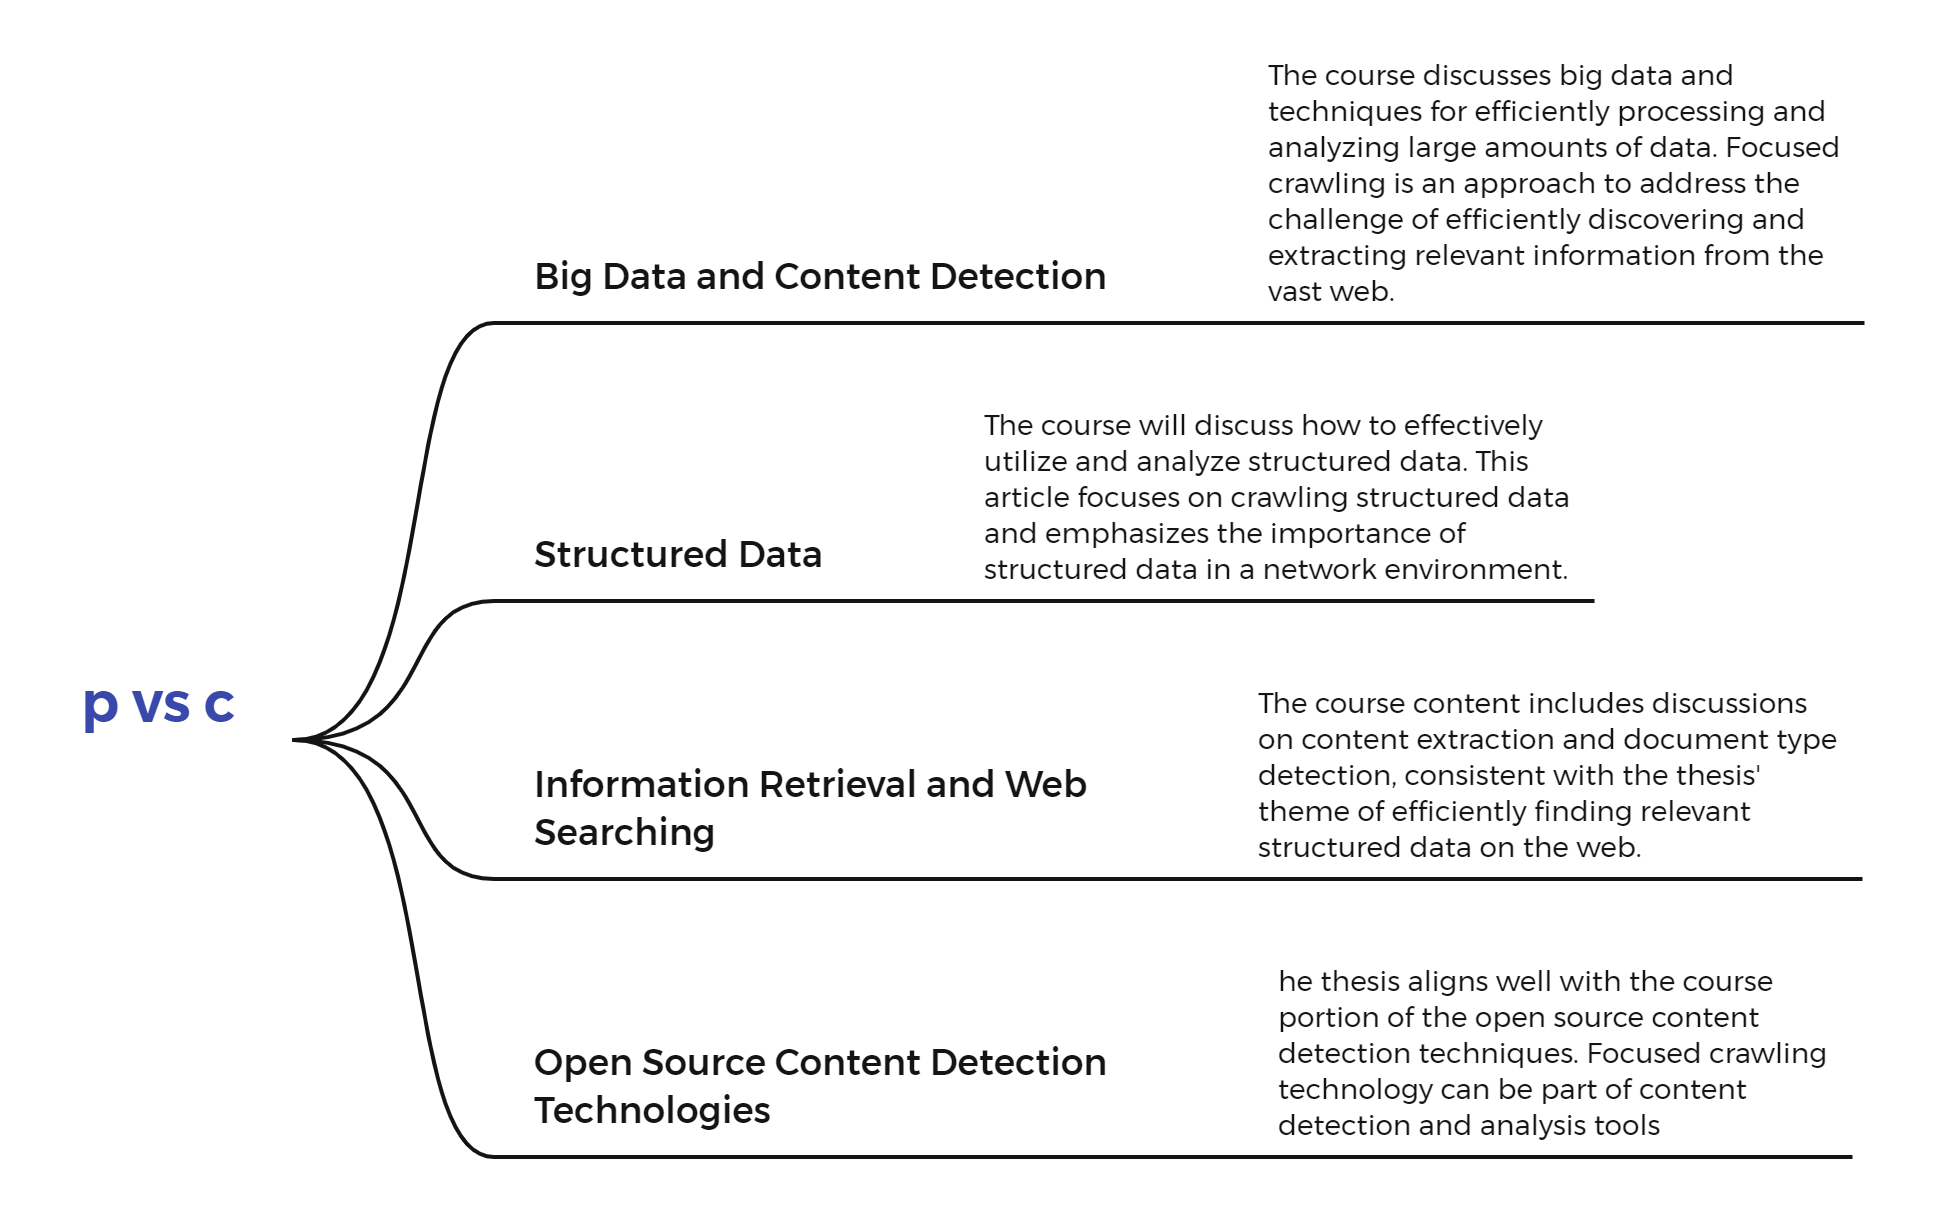 p vs c
Big Data and Content Detection
The course discusses big data and
techniques for efficiently processing and
analyzing large amounts of data. Focused
crawling is an approach to address the
challenge of efficiently discovering and
extracting relevant information from the
vast web.
Structured Data
The course will discuss how to effectively
utilize and analyze structured data. This
article focuses on crawling structured data
and emphasizes the importance of
structured data in a network environment.
Information Retrieval and Web
Searching
The course content includes discussions
on content extraction and document type
detection, consistent with the thesis'
theme of efficiently finding relevant
structured data on the web.
Open Source Content Detection
Technologies
he thesis aligns well with the course
portion of the open source content
detection techniques. Focused crawling
technology can be part of content
detection and analysis tools